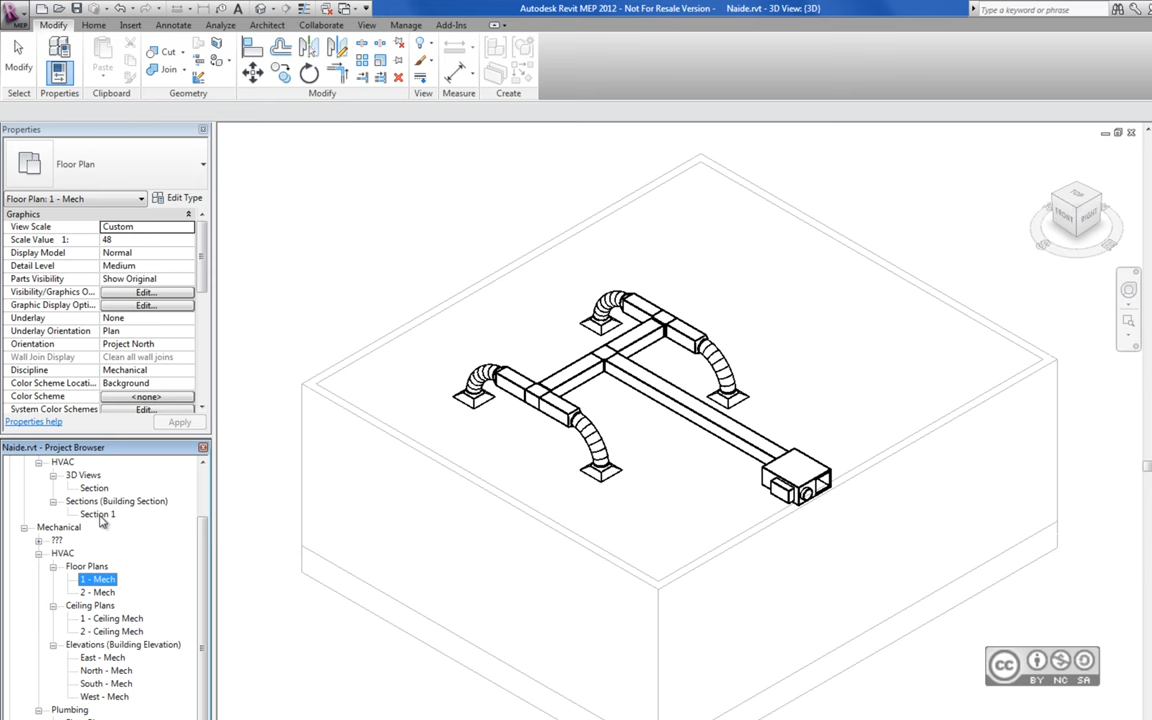 Autodesk Revit MEP 2012 - Not For Resale Version - Naide.rvt - 3D View: {3D}
Type a keyword or phrase
MEP
Home Insert Annotate Analyze Architect Collaborate View Manage Add-Ins
Modify
Modify
Paste
Cut
Join
Select Properties Clipboard Geometry Modify View Measure Create
Properties
Floor Plan
Floor Plan: 1 - Mech
Edit Type
Graphics
View Scale Custom
Scale Value 1: 48
Display Model Normal
Detail Level Medium
Parts Visibility Show Original
Visibility/Graphics O... Edit...
Graphic Display Opti... Edit...
Underlay None
Underlay Orientation Plan
Orientation Project North
Wall Join Display Clean all wall joins
Discipline Mechanical
Color Scheme Locati... Background
Color Scheme <none>
System Color Schemes Edit...
Properties help
Apply
Naide.rvt - Project Browser
HVAC
3D Views
Section
Sections (Building Section)
Section 1
Mechanical
???
HVAC
Floor Plans
1 - Mech
2 - Mech
Ceiling Plans
1 - Ceiling Mech
2 - Ceiling Mech
Elevations (Building Elevation)
East - Mech
North - Mech
South - Mech
West - Mech
Plumbing
TOP
FRONT
RIGHT
cc
BY NC SA